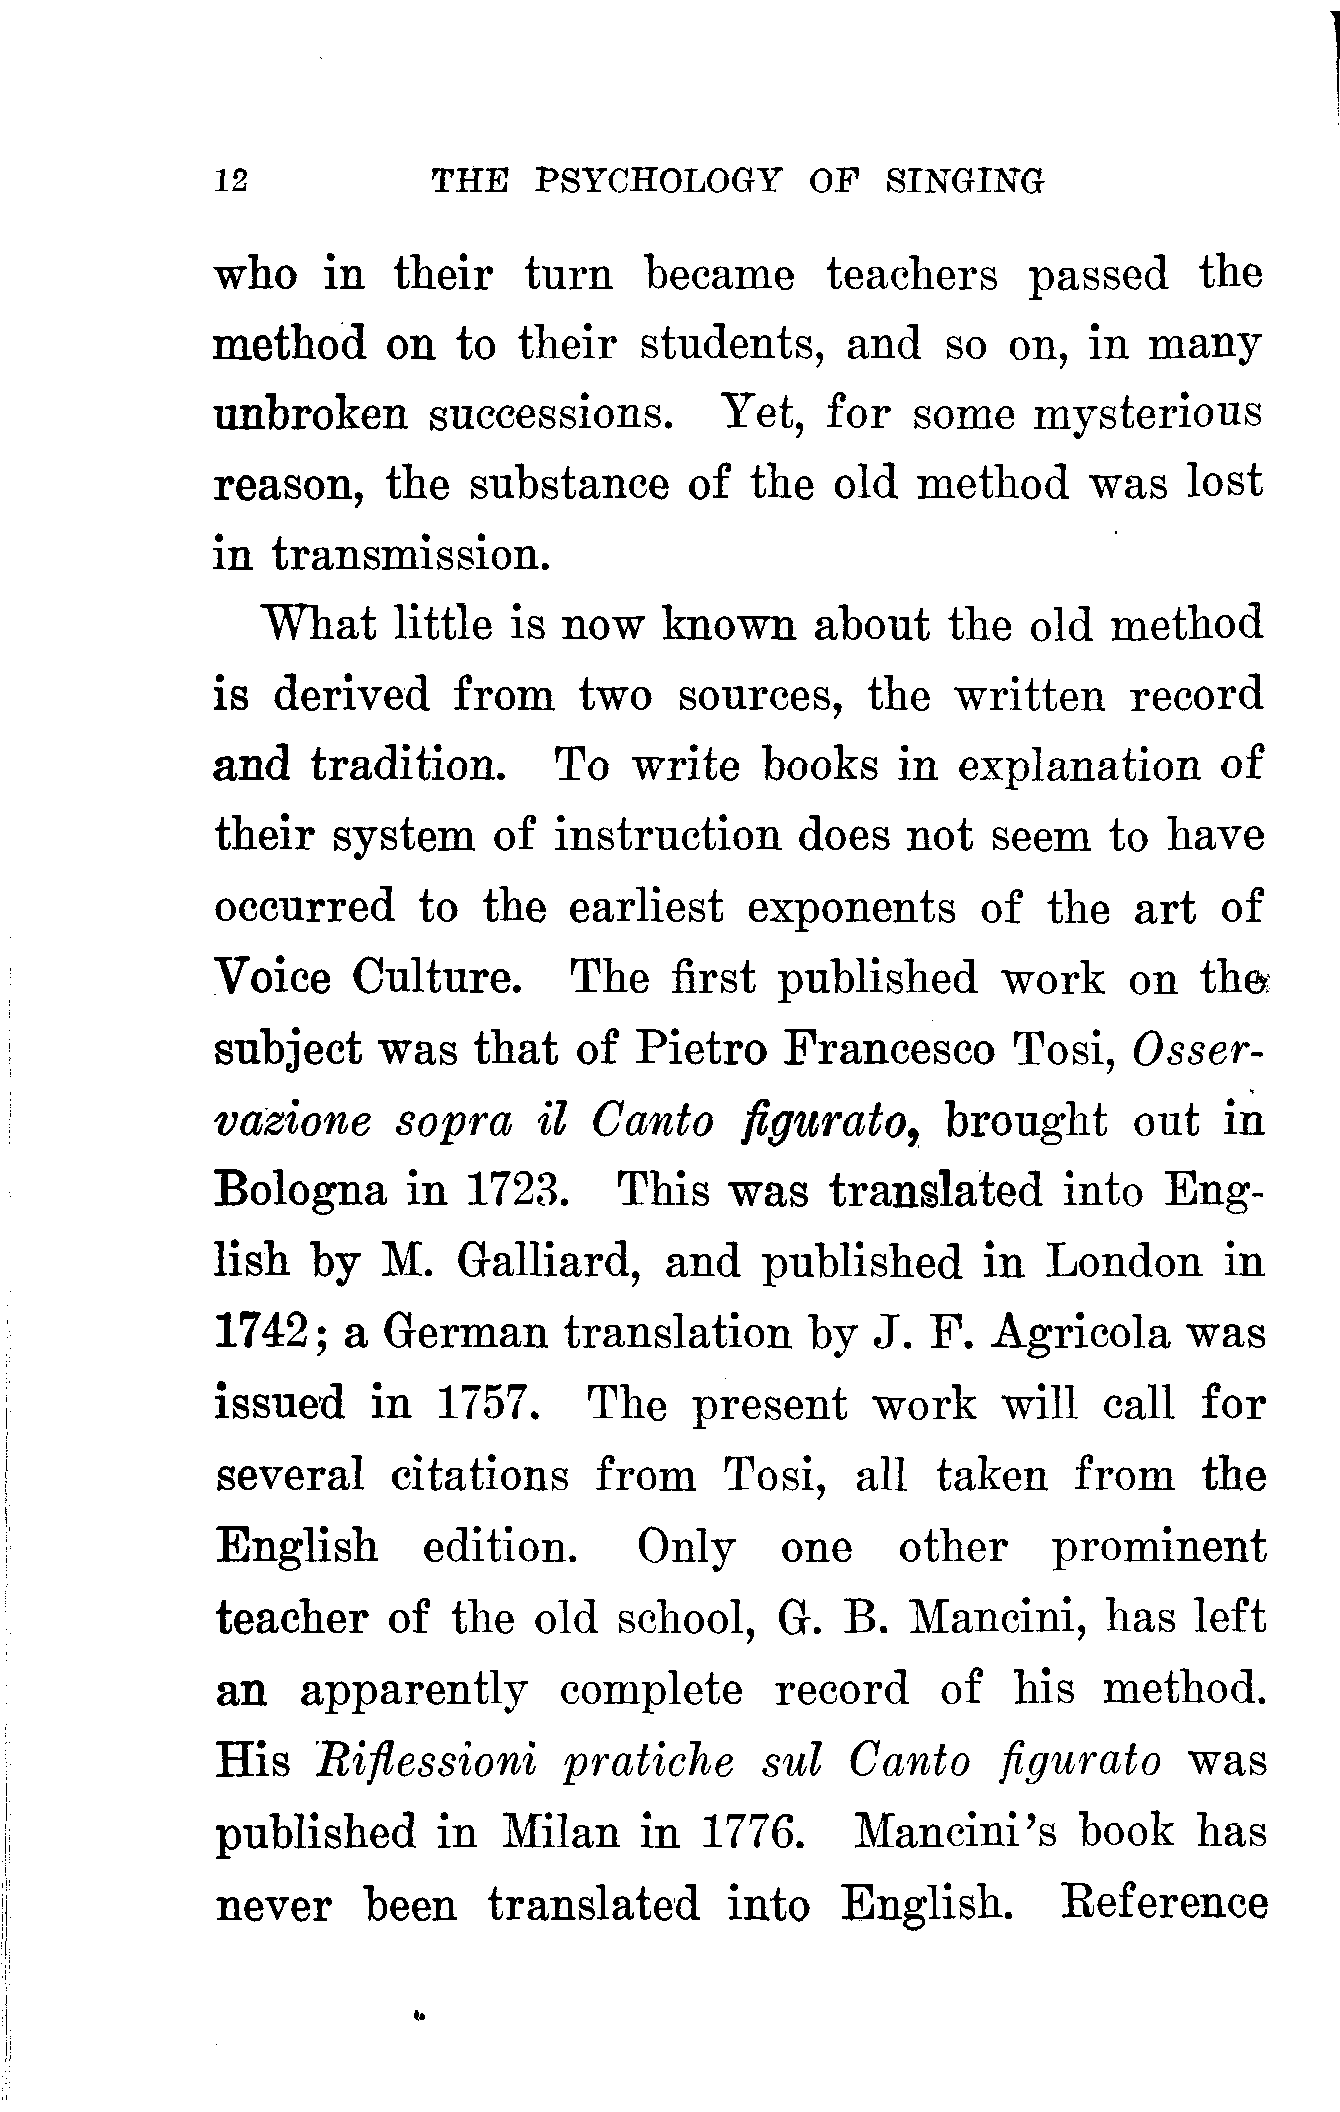 12 THE PSYCHOLOGY OF SINGING
who in their turn became teachers passed the
method on to their students, and so on, in many
unbroken successions. Yet, for some mysterious
reason, the substance of the old method was lost
in transmission.
What little is now known about the old method
is derived from two sources, the written record
and tradition. To write books in explanation of
their system of instruction does not seem to have
occurred to the earliest exponents of the art of
Voice Culture. The first published work on the
subject was that of Pietro Francesco Tosi, Osser-
vazione sopra il Canto figurato, brought out in
Bologna in 1723. This was translated into Eng-
lish by M. Galliard, and published in London in
1742; a German translation by J. F. Agricola was
issued in 1757. The present work will call for
several citations from Tosi, all taken from the
English edition. Only one other prominent
teacher of the old school, G. B. Mancini, has left
an apparently complete record of his method.
His Riflessioni pratiche sul Canto figurato was
published in Milan in 1776. Mancini's book has
never been translated into English. Reference